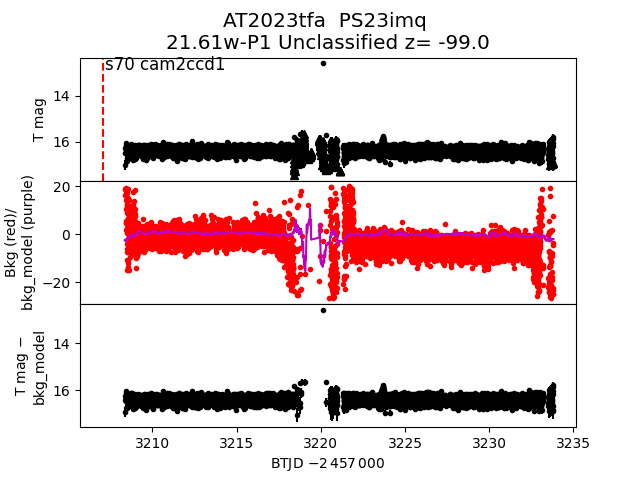 AT2023tfa PS23imq
21.61w-P1 Unclassified z= -99.0
s70 cam2ccd1
T mag
14
16
Bkg (red)/
bkg_model (purple)
20
0
−20
T mag −
bkg_model
14
16
3210 3215 3220 3225 3230 3235
BTJD −2 457 000